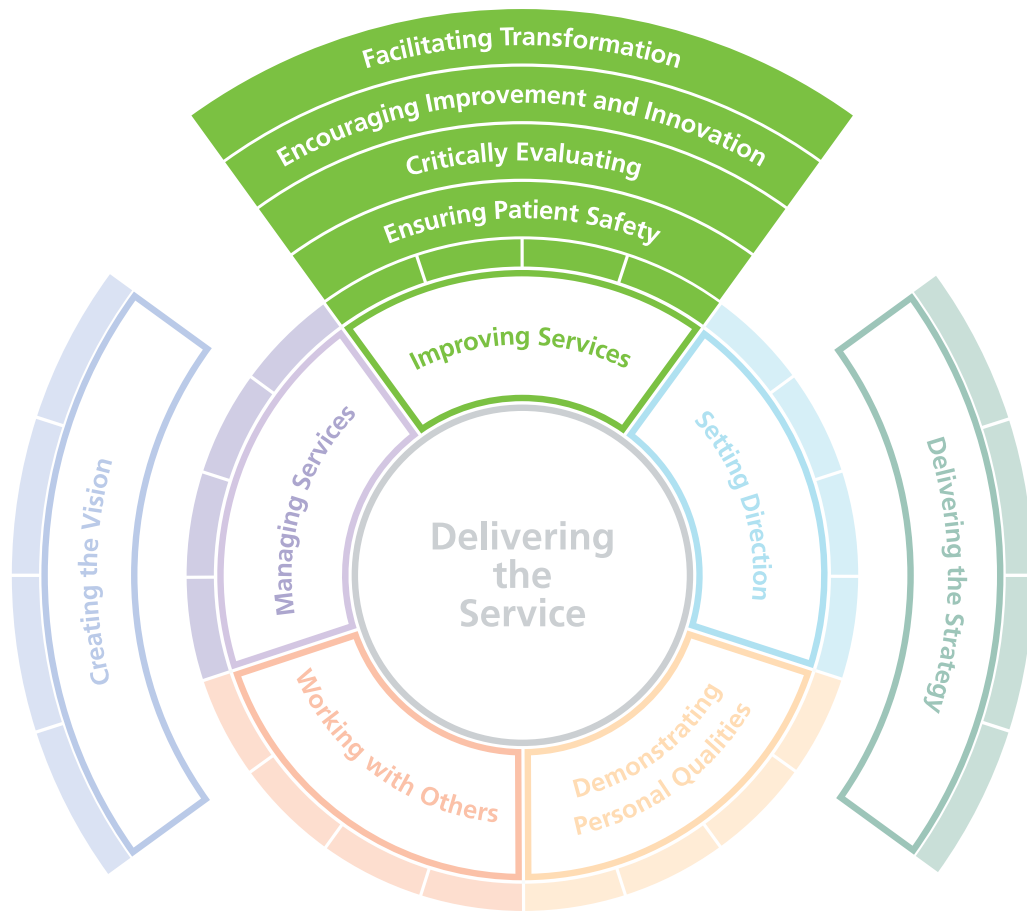 Facilitating Transformation
Encouraging Improvement and Innovation
Critically Evaluating
Ensuring Patient Safety
Improving Services
Managing Services
Setting Direction
Creating the Vision
Delivering the Strategy
Delivering
the
Service
Working with Others
Demonstrating
Personal Qualities